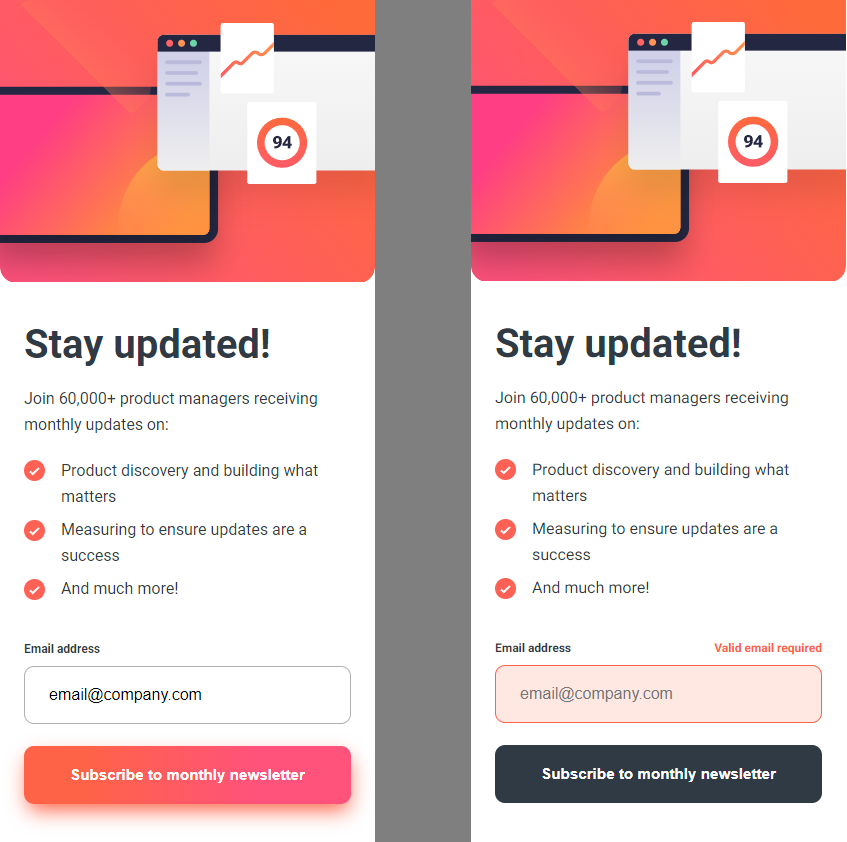 94
Stay updated!
Join 60,000+ product managers receiving
monthly updates on:
Product discovery and building what
matters
Measuring to ensure updates are a
success
And much more!
Email address
email@company.com
Subscribe to monthly newsletter
94
Stay updated!
Join 60,000+ product managers receiving
monthly updates on:
Product discovery and building what
matters
Measuring to ensure updates are a
success
And much more!
Email address Valid email required
email@company.com
Subscribe to monthly newsletter